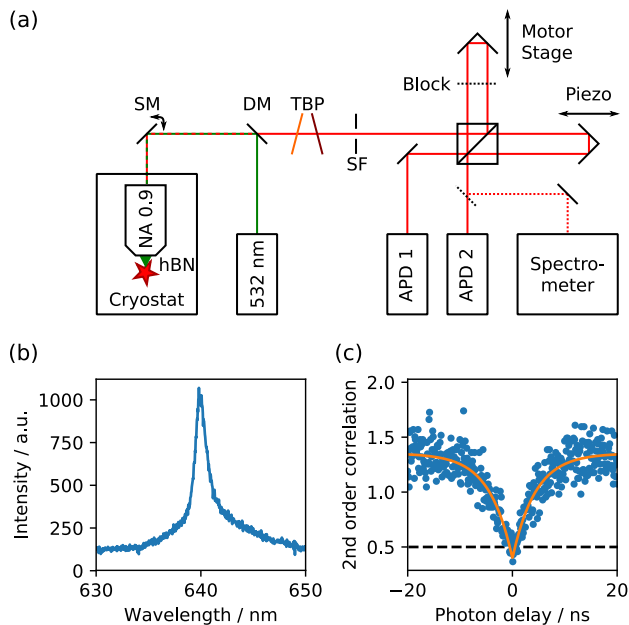 (a)
Motor
Stage
Block
Piezo
SM
DM
TBP
SF
NA 0.9
hBN
Cryostat
532 nm
APD 1
APD 2
Spectro-
meter
(b)
1000
750
500
250
0
630
640
650
Intensity / a.u.
Wavelength / nm
(c)
2.0
1.5
1.0
0.5
0.0
−20
0
20
2nd order correlation
Photon delay / ns